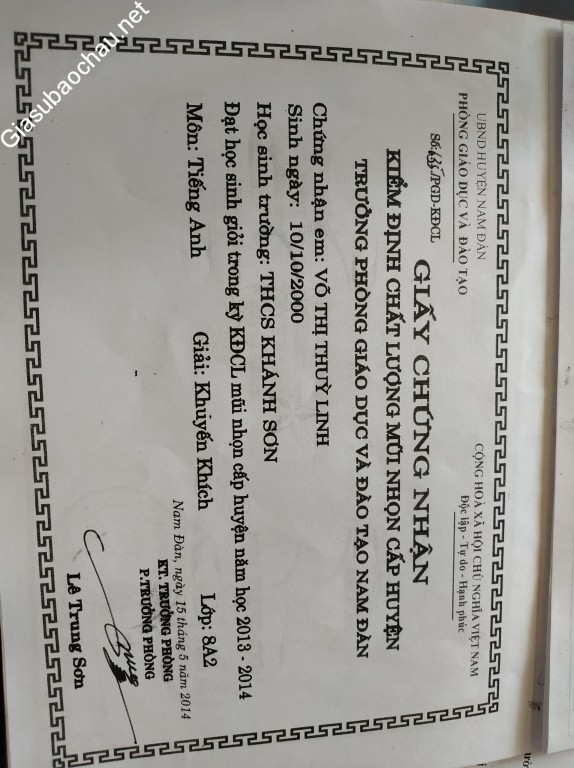 Giasubaochau.net
UBND HUYỆN NAM ĐÀN
PHÒNG GIÁO DỤC VÀ ĐÀO TẠO
CỘNG HOÀ XÃ HỘI CHỦ NGHĨA VIỆT NAM
Độc lập - Tự do - Hạnh phúc
/PGD-KĐCL
GIẤY CHỨNG NHẬN
KIỂM ĐỊNH CHẤT LƯỢNG MŨI NHỌN CẤP HUYỆN
TRƯỞNG PHÒNG GIÁO DỤC VÀ ĐÀO TẠO NAM ĐÀN
Chứng nhận em: VÕ THỊ THUỲ LINH
Sinh ngày: 10/10/2000
Học sinh trường: THCS KHÁNH SƠN
Đạt học sinh giỏi trong kỳ KĐCL mũi nhọn cấp huyện năm học 2013 - 2014
Môn: Tiếng Anh Giải: Khuyến Khích Lớp: 8A2
Nam Đàn, ngày 15 tháng 5 năm 2014
KT. TRƯỞNG PHÒNG
P.TRƯỞNG PHÒNG
Lê Trung Sơn